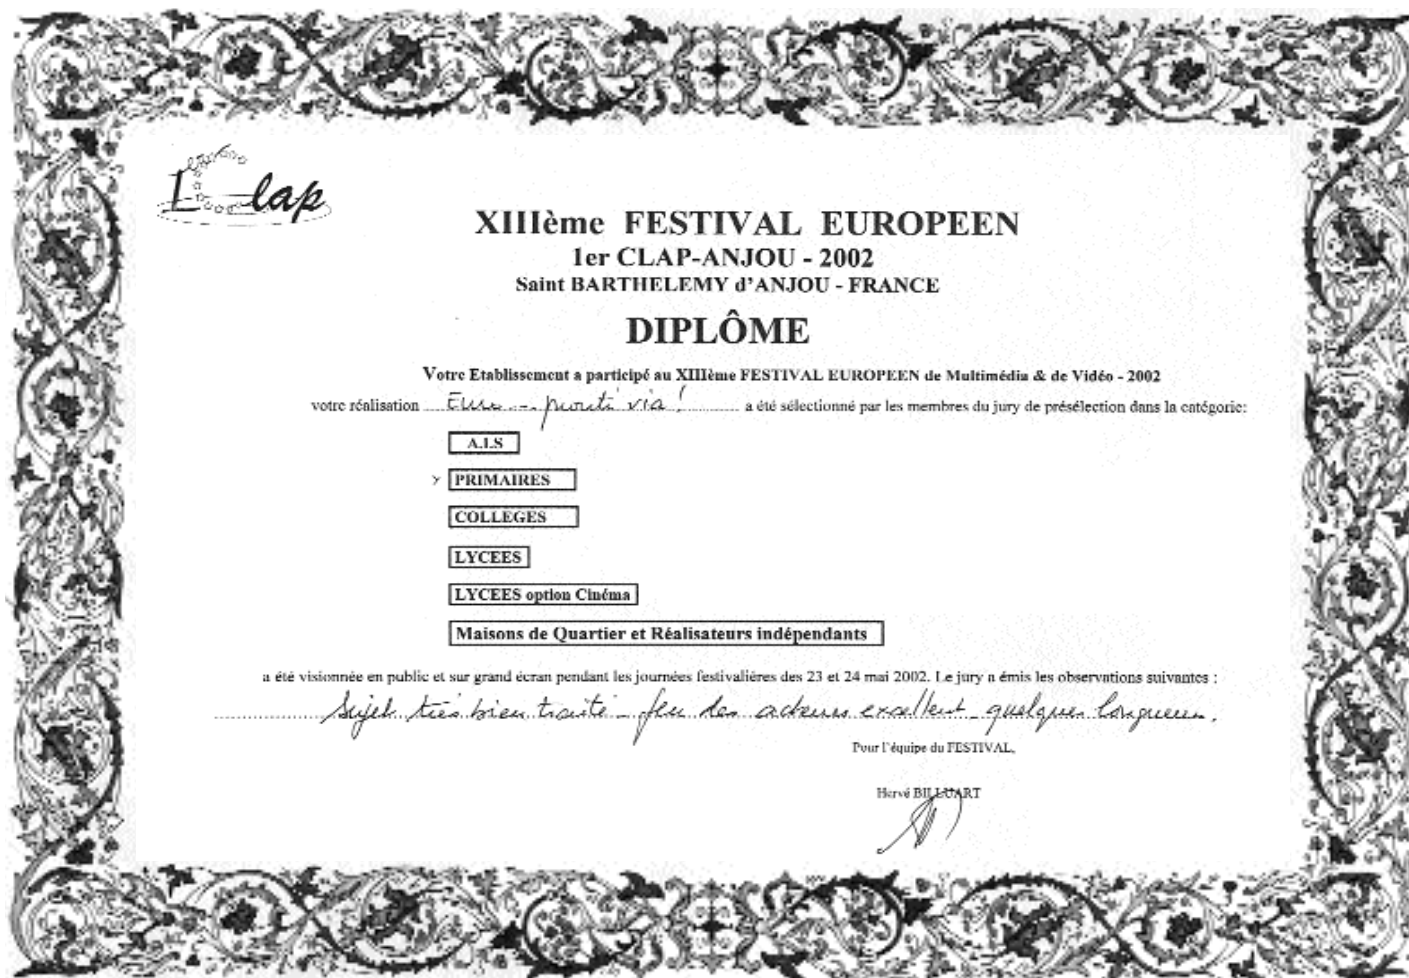 Clap
XIIIème FESTIVAL EUROPEEN
1er CLAP-ANJOU - 2002
Saint BARTHELEMY d'ANJOU - FRANCE
DIPLÔME
Votre Etablissement a participé au XIIIème FESTIVAL EUROPEEN de Multimédia & de Vidéo - 2002
votre réalisation Euro - pronti via ! a été sélectionné par les membres du jury de présélection dans la catégorie:
A.I.S
PRIMAIRES
COLLEGES
LYCEES
LYCEES option Cinéma
Maisons de Quartier et Réalisateurs indépendants
a été visionnée en public et sur grand écran pendant les journées festivalières des 23 et 24 mai 2002. Le jury a émis les observations suivantes :
Sujet très bien traité - jeu des acteurs excellent - quelques longueurs.
Pour l'équipe du FESTIVAL,
Hervé BILLUART